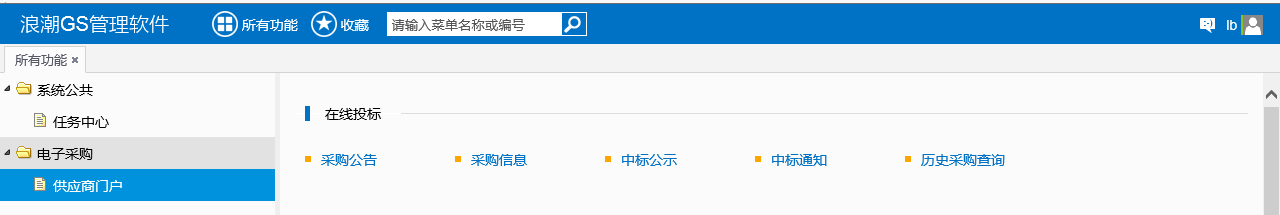 浪潮GS管理软件 所有功能 收藏 请输入菜单名称或编号 lb
所有功能 ×
系统公共
任务中心
电子采购
供应商门户
在线投标
采购公告 采购信息 中标公示 中标通知 历史采购查询